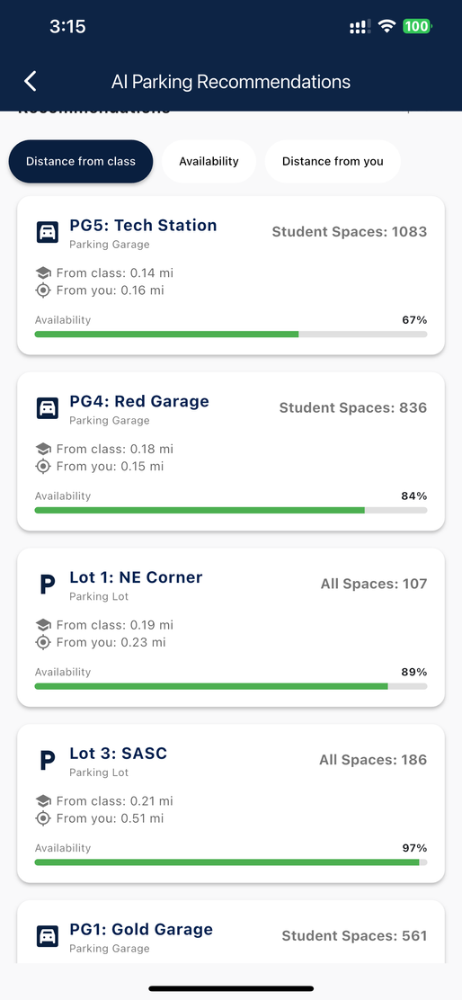 3:15
100
AI Parking Recommendations
Recommendations
Distance from class
Availability
Distance from you
PG5: Tech Station
Student Spaces: 1083
Parking Garage
From class: 0.14 mi
From you: 0.16 mi
Availability
67%
PG4: Red Garage
Student Spaces: 836
Parking Garage
From class: 0.18 mi
From you: 0.15 mi
Availability
84%
P
Lot 1: NE Corner
All Spaces: 107
Parking Lot
From class: 0.19 mi
From you: 0.23 mi
Availability
89%
P
Lot 3: SASC
All Spaces: 186
Parking Lot
From class: 0.21 mi
From you: 0.51 mi
Availability
97%
PG1: Gold Garage
Student Spaces: 561
Parking Garage